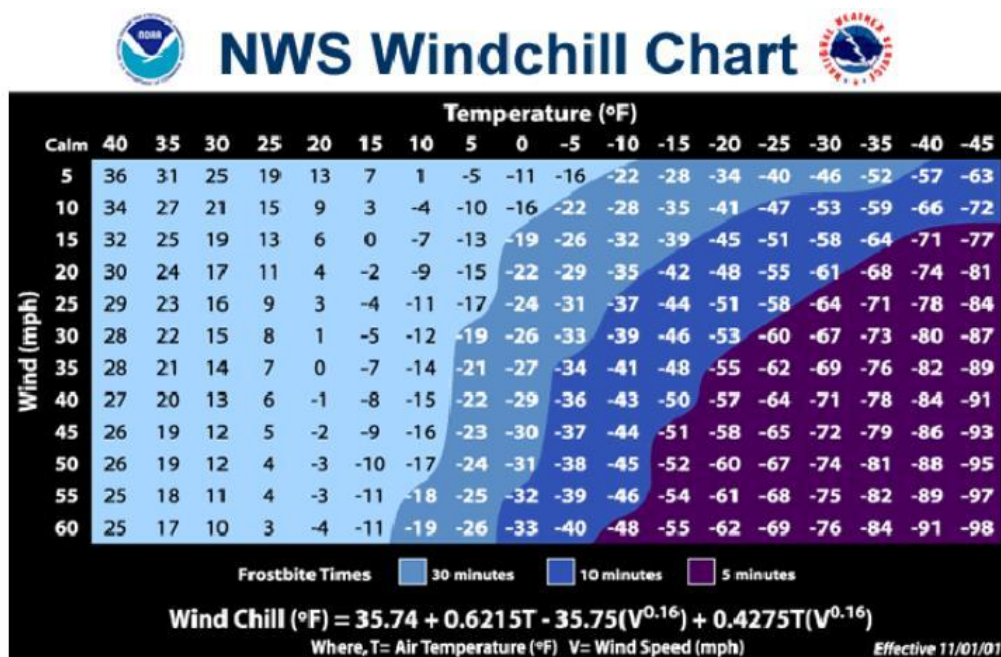 NOAA
NWS Windchill Chart
NATIONAL WEATHER SERVICE
Temperature (°F)
Calm 40 35 30 25 20 15 10 5 0 -5 -10 -15 -20 -25 -30 -35 -40 -45
5 36 31 25 19 13 7 1 -5 -11 -16 -22 -28 -34 -40 -46 -52 -57 -63
10 34 27 21 15 9 3 -4 -10 -16 -22 -28 -35 -41 -47 -53 -59 -66 -72
15 32 25 19 13 6 0 -7 -13 -19 -26 -32 -39 -45 -51 -58 -64 -71 -77
20 30 24 17 11 4 -2 -9 -15 -22 -29 -35 -42 -48 -55 -61 -68 -74 -81
25 29 23 16 9 3 -4 -11 -17 -24 -31 -37 -44 -51 -58 -64 -71 -78 -84
30 28 22 15 8 1 -5 -12 -19 -26 -33 -39 -46 -53 -60 -67 -73 -80 -87
35 28 21 14 7 0 -7 -14 -21 -27 -34 -41 -48 -55 -62 -69 -76 -82 -89
40 27 20 13 6 -1 -8 -15 -22 -29 -36 -43 -50 -57 -64 -71 -78 -84 -91
45 26 19 12 5 -2 -9 -16 -23 -30 -37 -44 -51 -58 -65 -72 -79 -86 -93
50 26 19 12 4 -3 -10 -17 -24 -31 -38 -45 -52 -60 -67 -74 -81 -88 -95
55 25 18 11 4 -3 -11 -18 -25 -32 -39 -46 -54 -61 -68 -75 -82 -89 -97
60 25 17 10 3 -4 -11 -19 -26 -33 -40 -48 -55 -62 -69 -76 -84 -91 -98
Wind (mph)
Frostbite Times 30 minutes 10 minutes 5 minutes
Wind Chill (°F) = 35.74 + 0.6215T - 35.75(V^0.16) + 0.4275T(V^0.16)
Where, T= Air Temperature (°F) V= Wind Speed (mph)
Effective 11/01/01